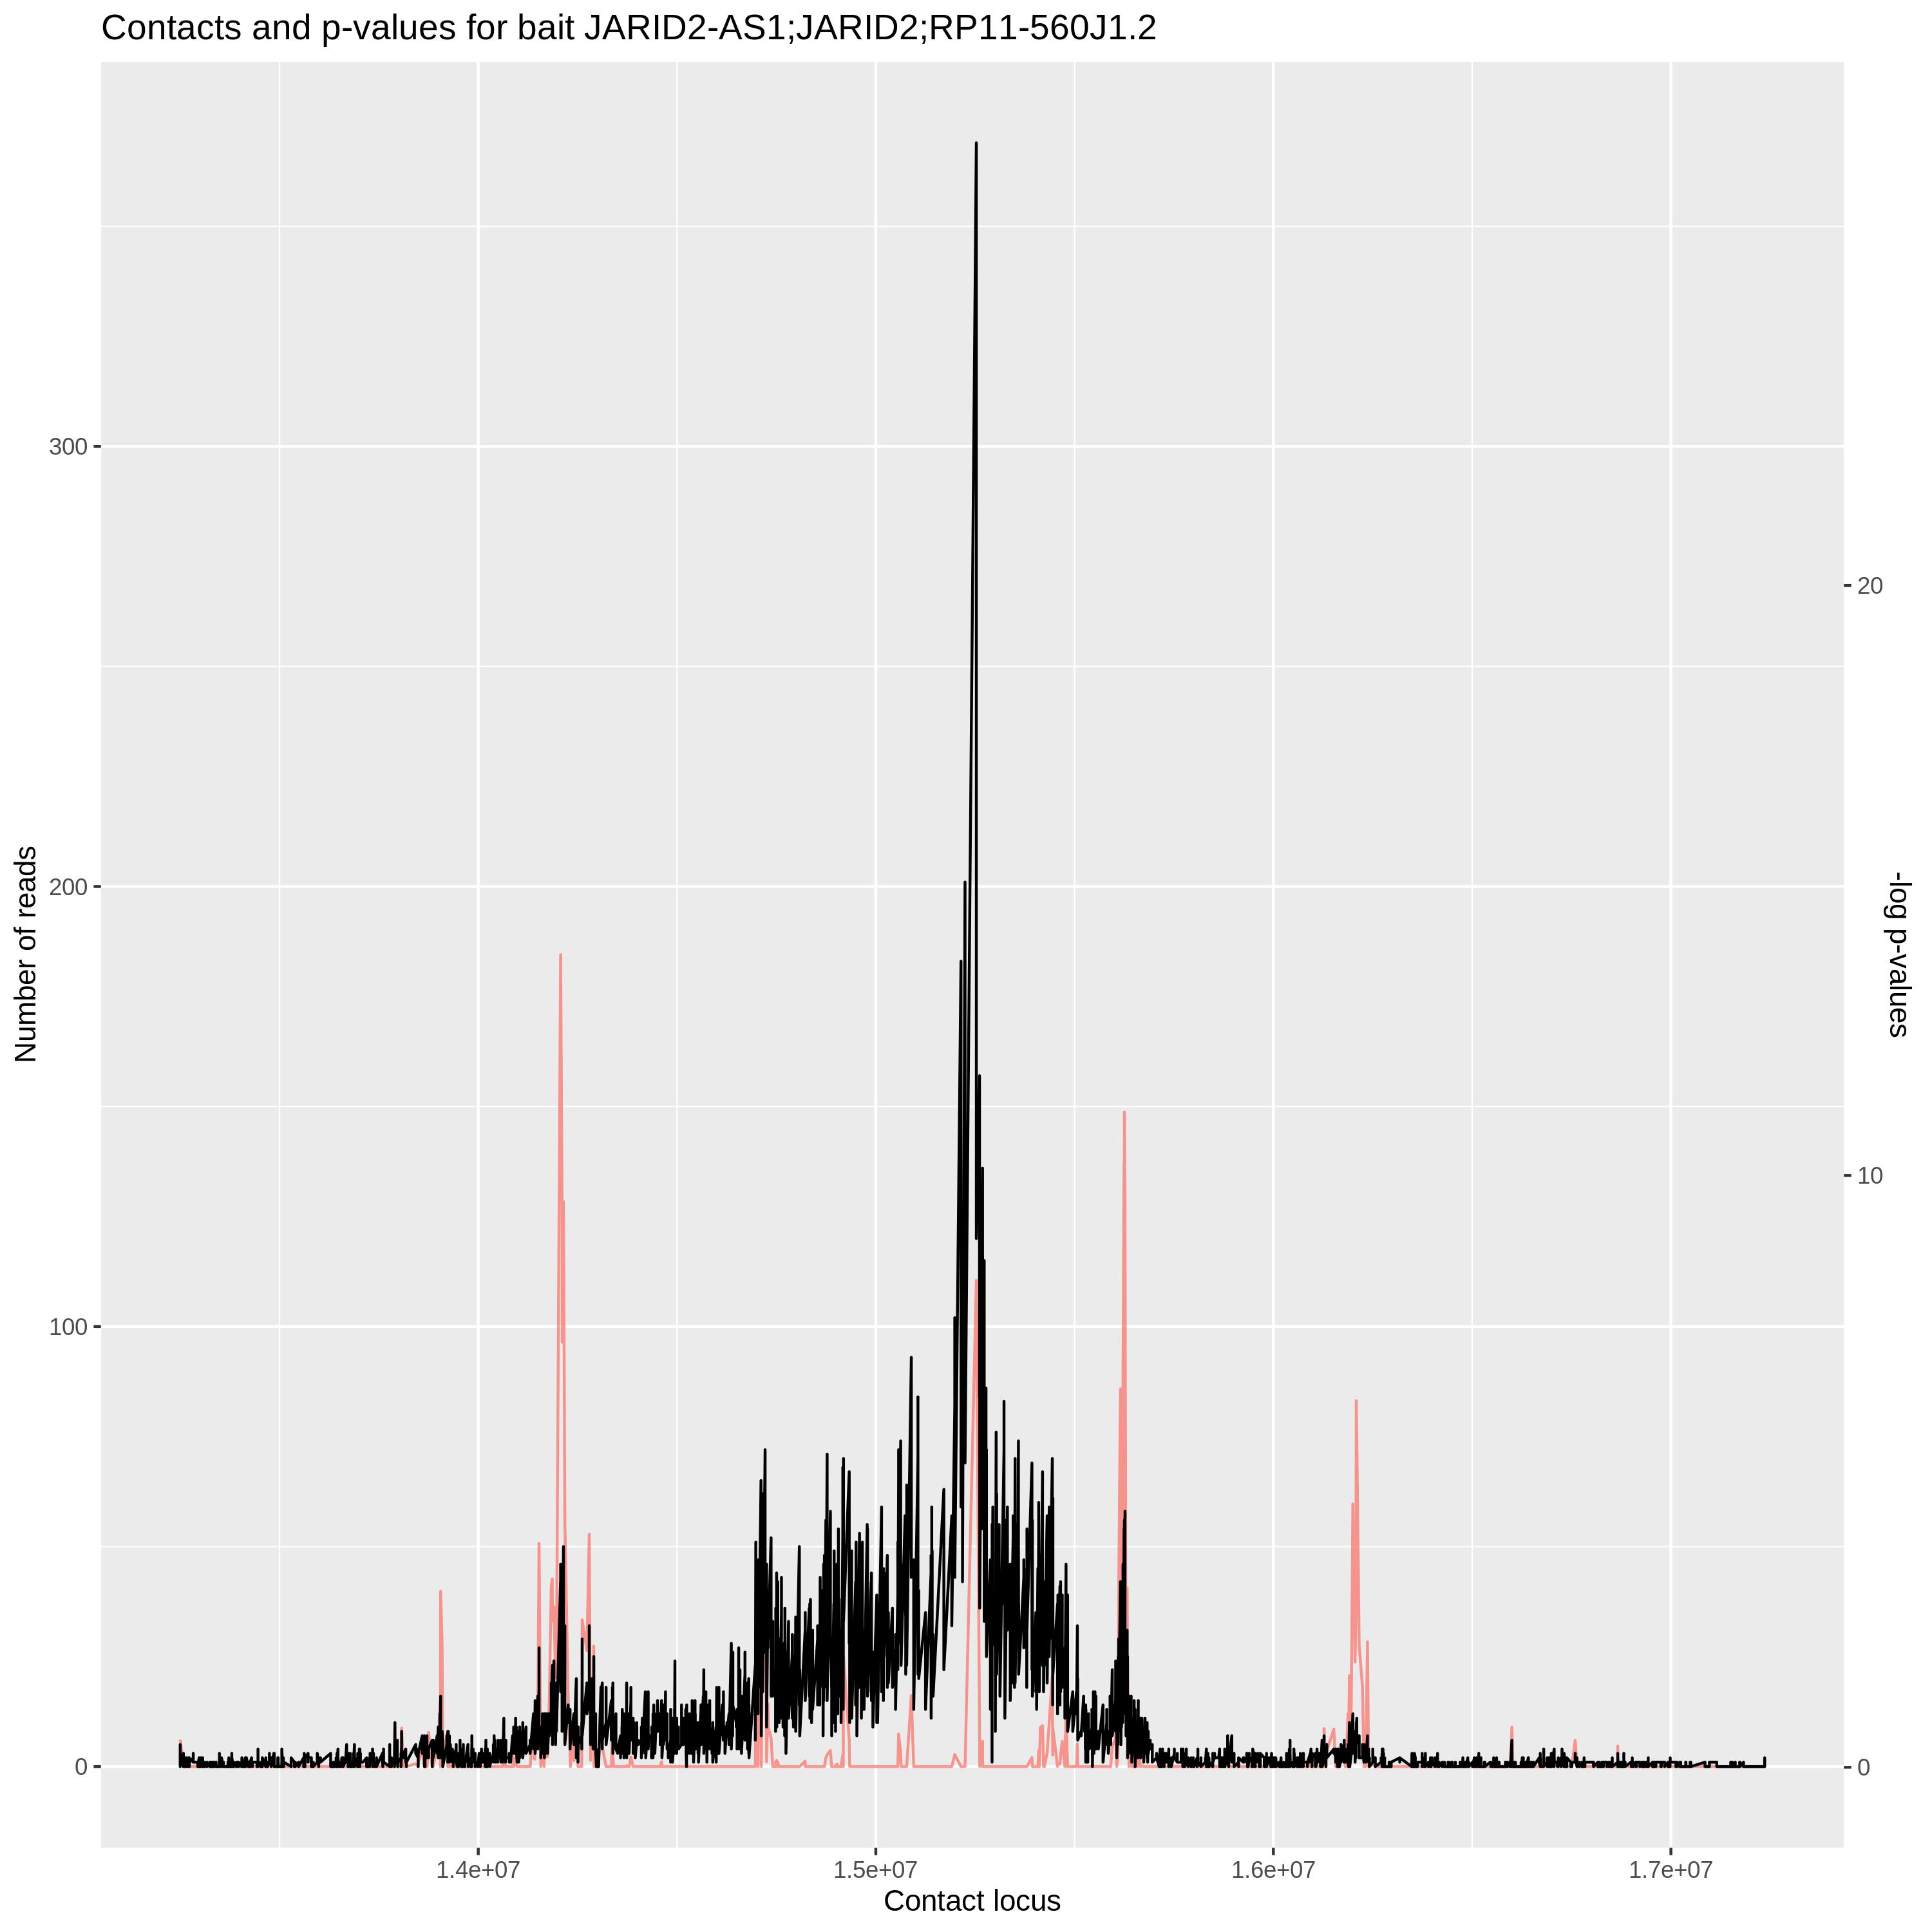 Contacts and p-values for bait JARID2-AS1;JARID2;RP11-560J1.2
300
200
100
0
Number of reads
20
10
0
-log p-values
1.4e+07
1.5e+07
1.6e+07
1.7e+07
Contact locus